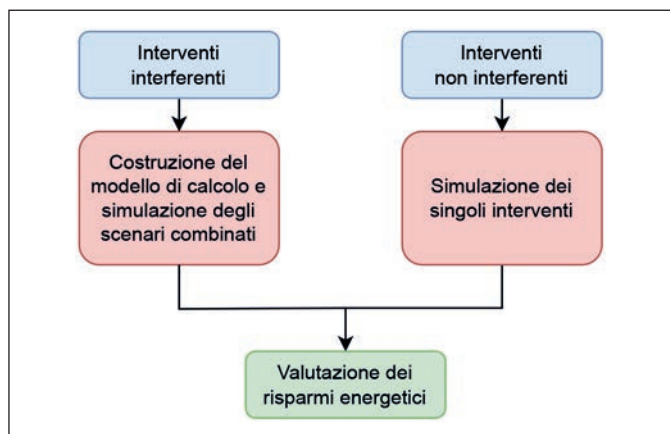 Interventi
interferenti
Interventi
non interferenti
Costruzione del
modello di calcolo e
simulazione degli
scenari combinati
Simulazione dei
singoli interventi
Valutazione dei
risparmi energetici